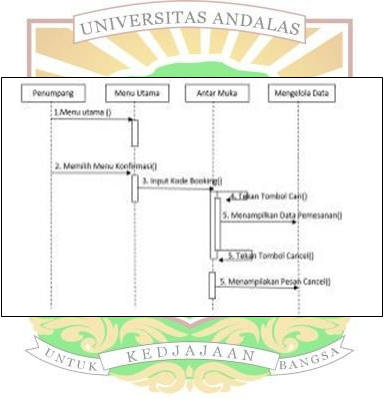 UNIVERSITAS ANDALAS
Penumpang
Menu Utama
Antar Muka
Mengelola Data
1.Menu utama ()
2. Memilih Menu Konfirmasi()
3. Input Kode Booking()
4. Tekan Tombol Cari()
5. Menampilkan Data Pemesanan()
5. Tekan Tombol Cancel()
5. Menampilakan Pesan Cancel()
UNTUK KEDJAJAAN BANGSA